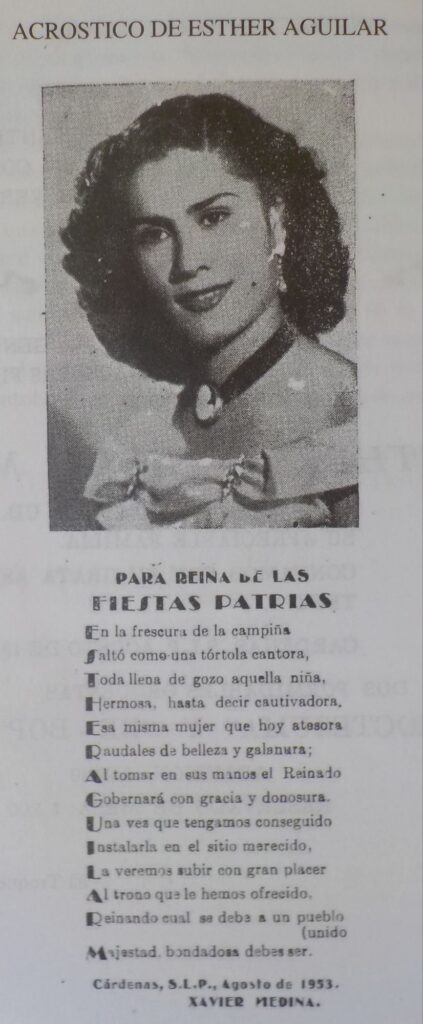 ACROSTICO DE ESTHER AGUILAR
PARA REINA DE LAS
FIESTAS PATRIAS
En la frescura de la campiña
Saltó como una tórtola cantora,
Toda llena de gozo aquella niña,
Hermosa, hasta decir cautivadora,
Esa misma mujer que hoy atesora
Raudales de belleza y galanura;
Al tomar en sus manos el Reinado
Gobernará con gracia y donosura.
Una vez que tengamos conseguido
Instalarla en el sitio merecido,
La veremos subir con gran placer
Al trono que le hemos ofrecido,
Reinando cual se debe a un pueblo
(unido
Majestad, bondadosa debes ser.
Cárdenas, S.L.P., Agosto de 1953.
XAVIER MEDINA.